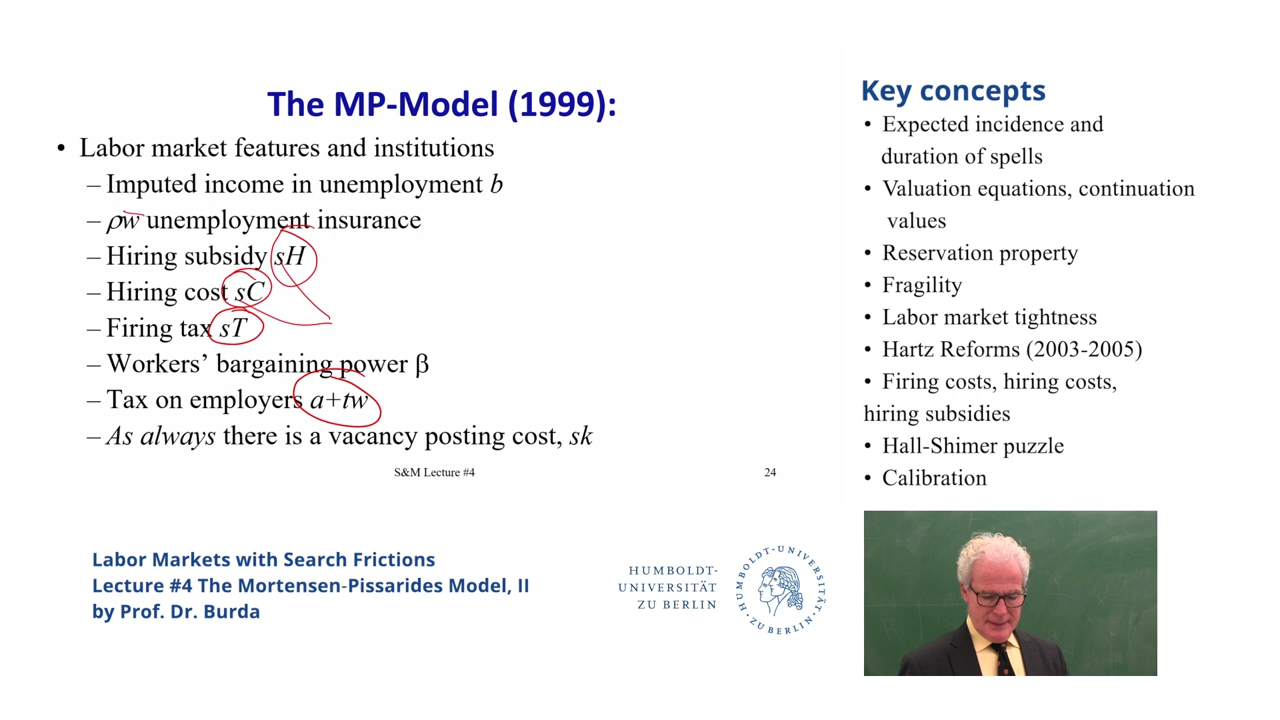 The MP-Model (1999):
• Labor market features and institutions
– Imputed income in unemployment b
– ρw unemployment insurance
– Hiring subsidy sH
– Hiring cost sC
– Firing tax sT
– Workers' bargaining power β
– Tax on employers a+tw
– As always there is a vacancy posting cost, sk
S&M Lecture #4
24
Key concepts
• Expected incidence and
duration of spells
• Valuation equations, continuation
values
• Reservation property
• Fragility
• Labor market tightness
• Hartz Reforms (2003-2005)
• Firing costs, hiring costs,
hiring subsidies
• Hall-Shimer puzzle
• Calibration
Labor Markets with Search Frictions
Lecture #4 The Mortensen-Pissarides Model, II
by Prof. Dr. Burda
HUMBOLDT-
UNIVERSITÄT
ZU BERLIN
HUMBOLDT-UNIVERSITÄT
· ZU BERLIN ·